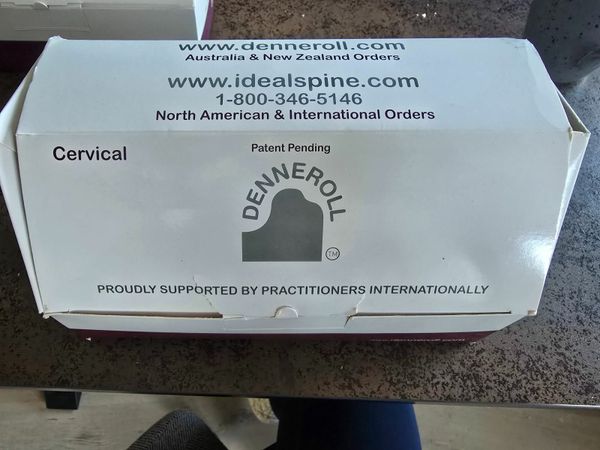 www.denneroll.com
Australia & New Zealand Orders
www.idealspine.com
1-800-346-5146
North American & International Orders
Cervical
Patent Pending
DENNEROLL
TM
PROUDLY SUPPORTED BY PRACTITIONERS INTERNATIONALLY